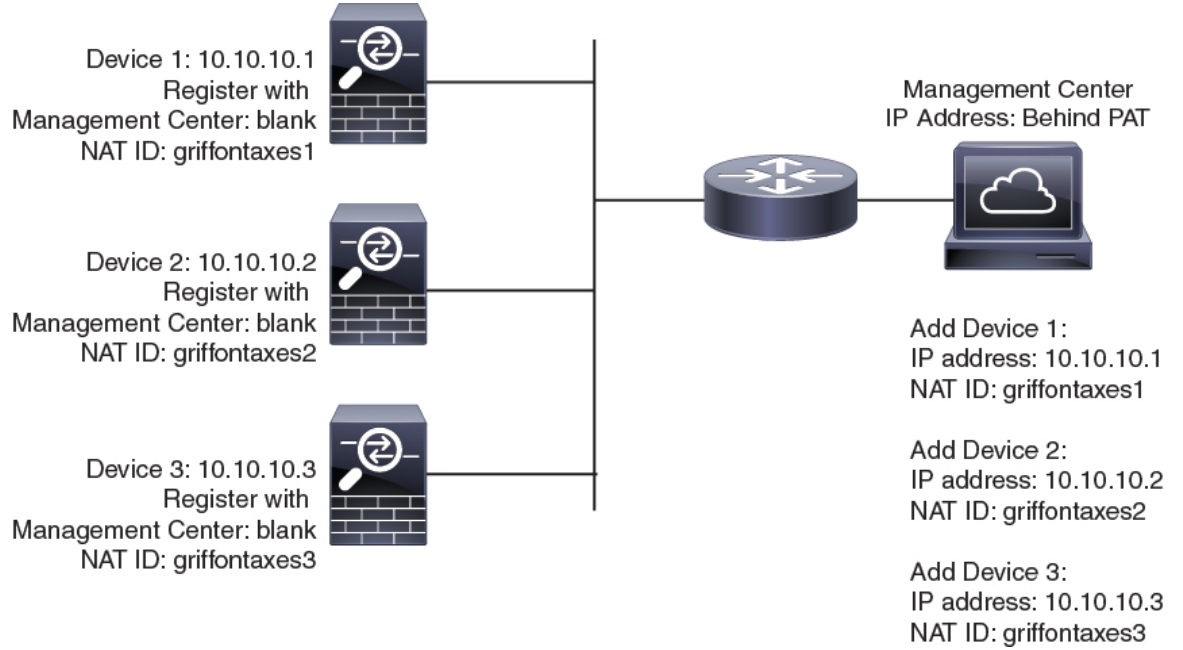 Device 1: 10.10.10.1
Register with
Management Center: blank
NAT ID: griffontaxes1
Device 2: 10.10.10.2
Register with
Management Center: blank
NAT ID: griffontaxes2
Device 3: 10.10.10.3
Register with
Management Center: blank
NAT ID: griffontaxes3
Management Center
IP Address: Behind PAT
Add Device 1:
IP address: 10.10.10.1
NAT ID: griffontaxes1
Add Device 2:
IP address: 10.10.10.2
NAT ID: griffontaxes2
Add Device 3:
IP address: 10.10.10.3
NAT ID: griffontaxes3